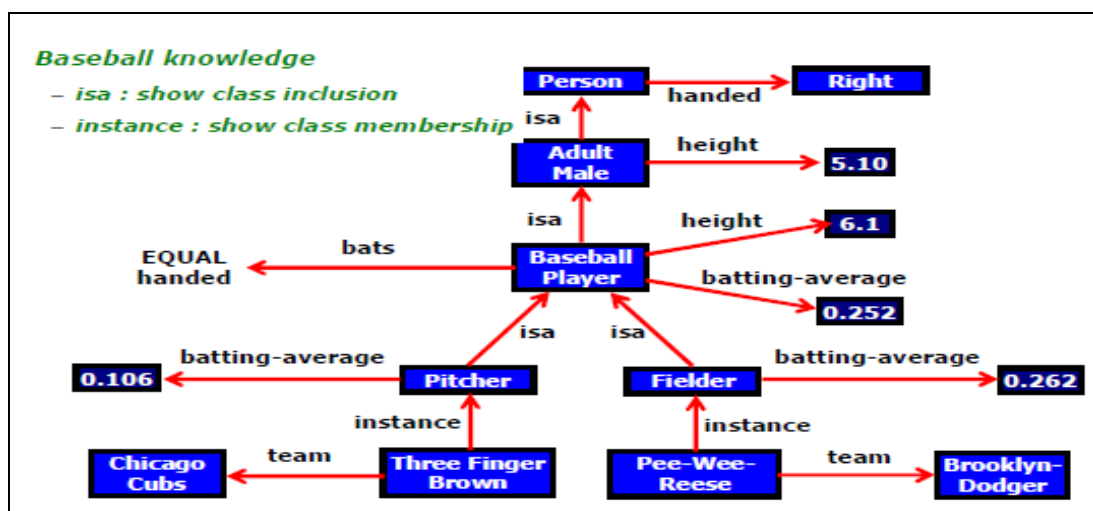 Baseball knowledge
– isa : show class inclusion
– instance : show class membership
Person
handed
Right
isa
Adult
Male
height
5.10
isa
height
6.1
EQUAL
handed
bats
Baseball
Player
batting-average
0.252
isa
isa
0.106
batting-average
Pitcher
Fielder
batting-average
0.262
instance
instance
Chicago
Cubs
team
Three Finger
Brown
Pee-Wee-
Reese
team
Brooklyn-
Dodger